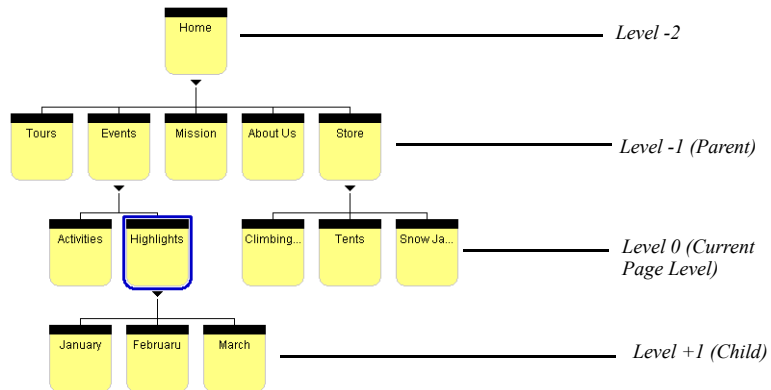 Home
Level -2
Tours
Events
Mission
About Us
Store
Level -1 (Parent)
Activities
Highlights
Climbing...
Tents
Snow Ja...
Level 0 (Current
Page Level)
January
Februaru
March
Level +1 (Child)